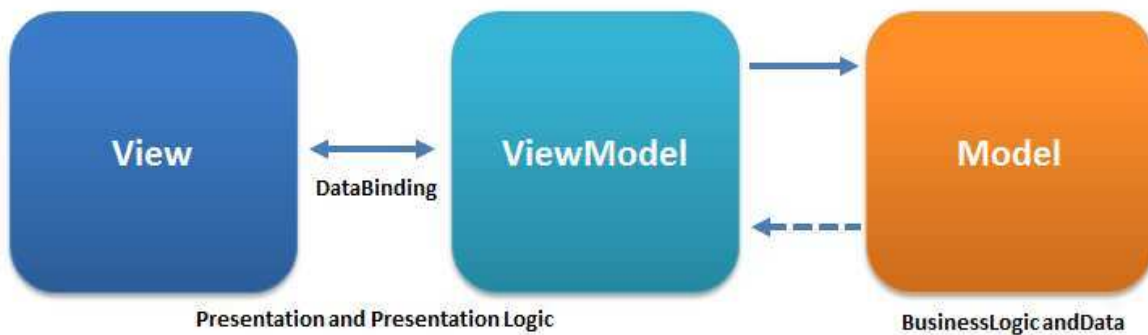 View
ViewModel
Model
DataBinding
Presentation and Presentation Logic
BusinessLogic andData